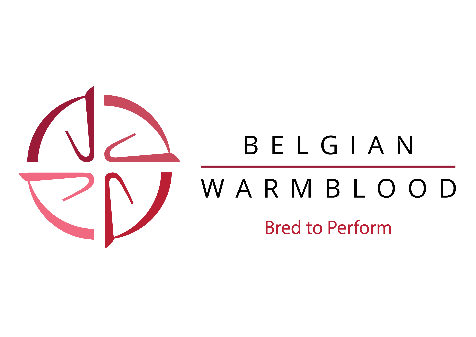 BELGIAN
WARMBLOOD
Bred to Perform